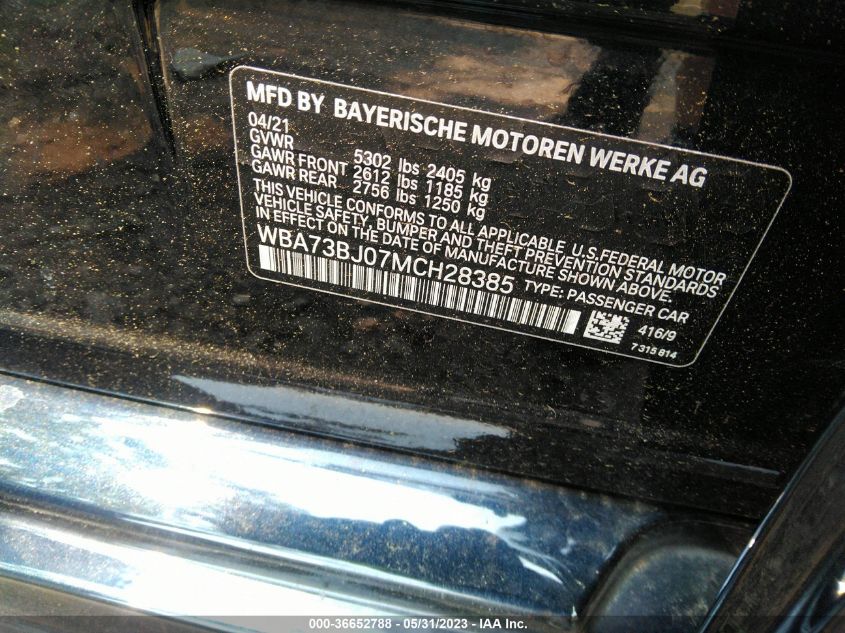 MFD BY BAYERISCHE MOTOREN WERKE AG
04/21
GVWR 5302 lbs 2405 kg
GAWR FRONT 2612 lbs 1185 kg
GAWR REAR 2756 lbs 1250 kg
THIS VEHICLE CONFORMS TO ALL APPLICABLE U.S.FEDERAL MOTOR
VEHICLE SAFETY, BUMPER AND THEFT PREVENTION STANDARDS
IN EFFECT ON THE DATE OF MANUFACTURE SHOWN ABOVE.
WBA73BJ07MCH28385 TYPE: PASSENGER CAR
416/9
7 315 814
000-36652788 - 05/31/2023 - IAA Inc.